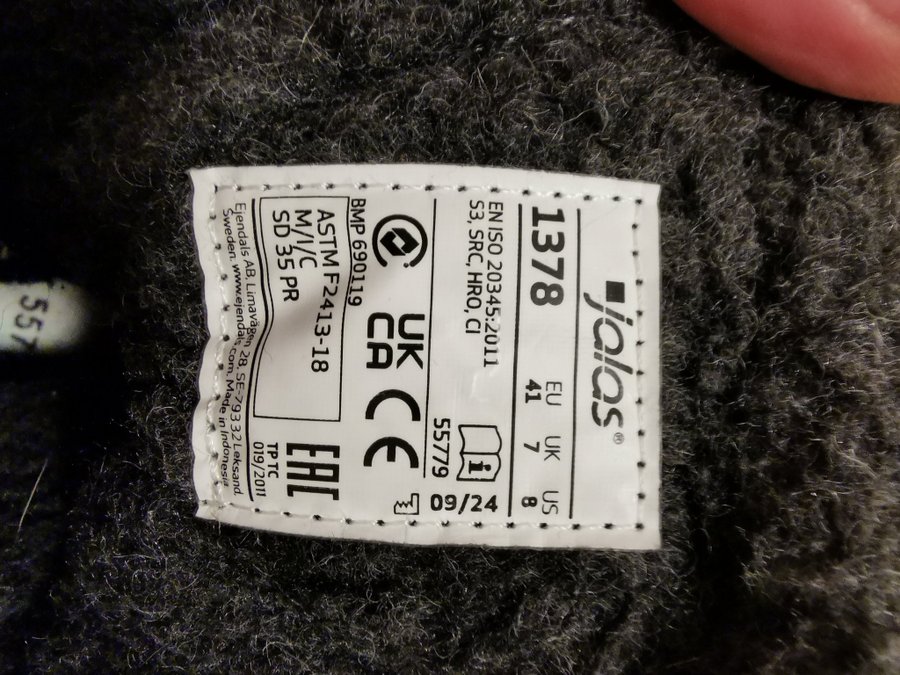 jalas®
1378 EU UK US
41 7 8
EN ISO 20345:2011
S3, SRC, HRO, CI
i 09/24
55779
UK
CA CE
BMP 690119
ASTM F2413-18
M/I/C
SD 35 PR
EAC
TP TC
019/2011
Ejendals AB, Limavägen 28, SE-79332 Leksand
Sweden. www.ejendals.com. Made in Indonesia
557